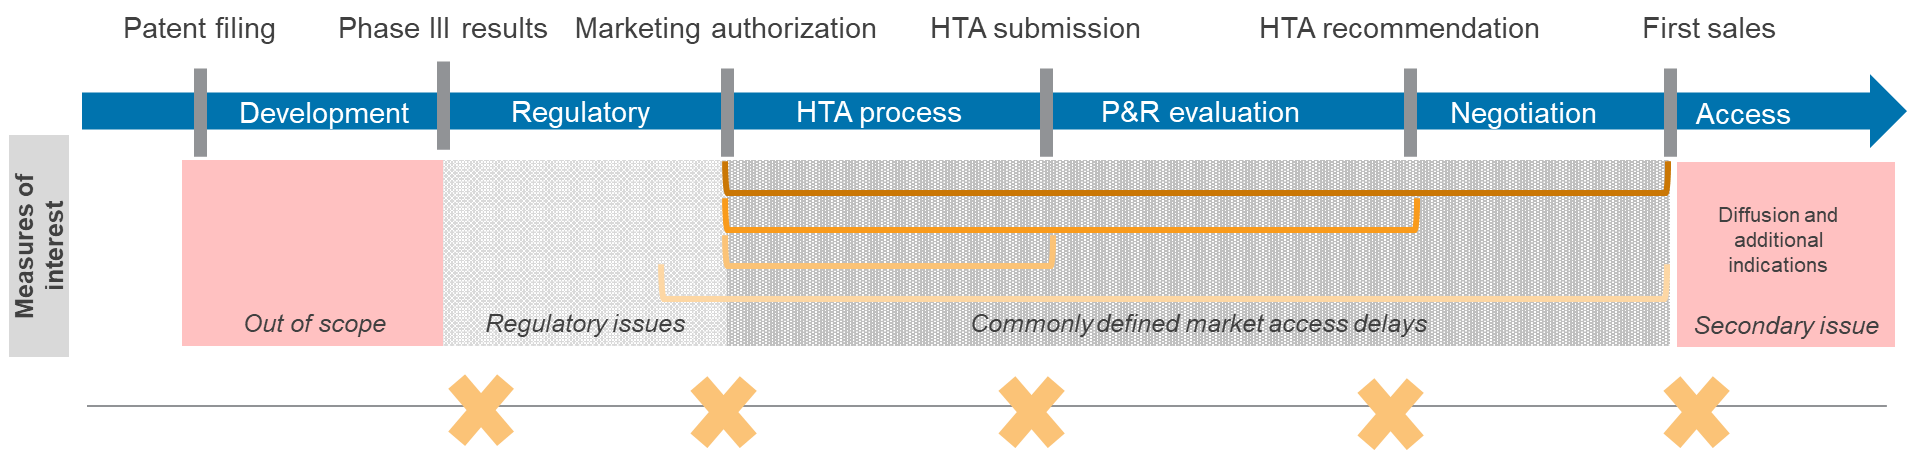 Patent filing
Phase III results
Marketing authorization
HTA submission
HTA recommendation
First sales
Development
Regulatory
HTA process
P&R evaluation
Negotiation
Access
Measures of
interest
Diffusion and
additional
indications
Out of scope
Regulatory issues
Commonly defined market access delays
Secondary issue